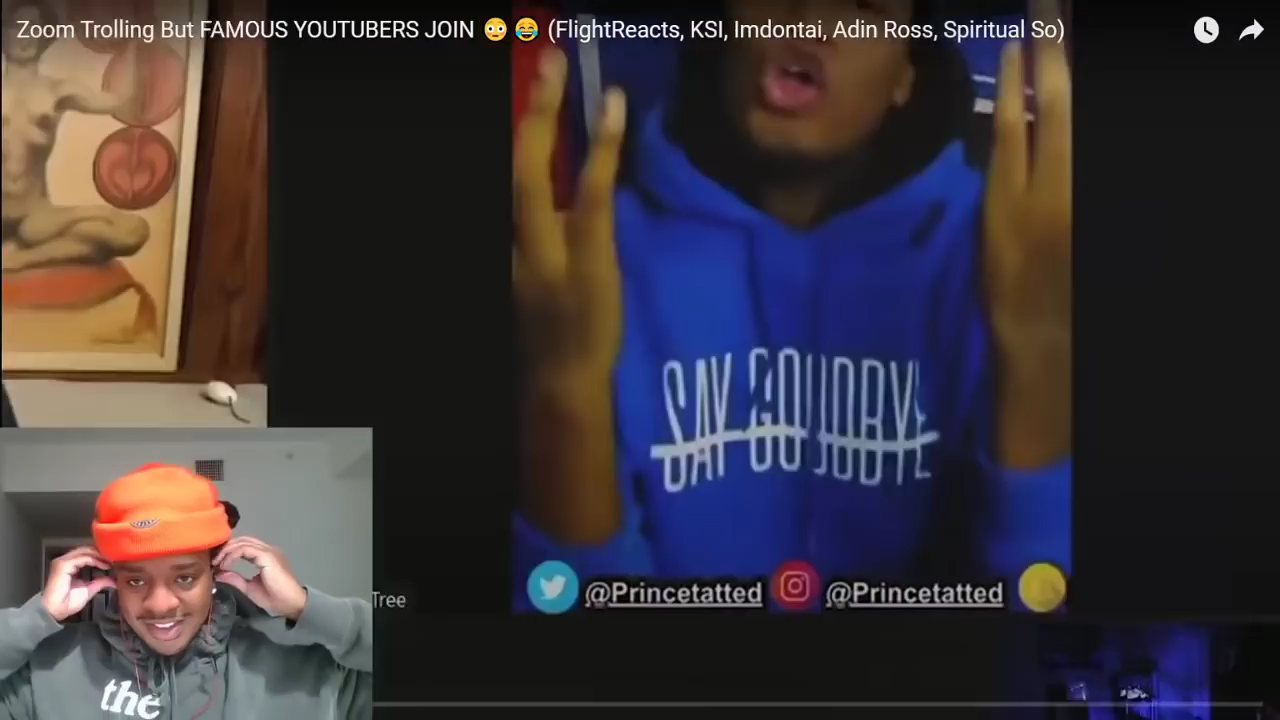 Zoom Trolling But FAMOUS YOUTUBERS JOIN 😳 😂 (FlightReacts, KSI, Imdontai, Adin Ross, Spiritual So)
SAY GOODBYE
@Princetatted @Princetatted
Tree
the